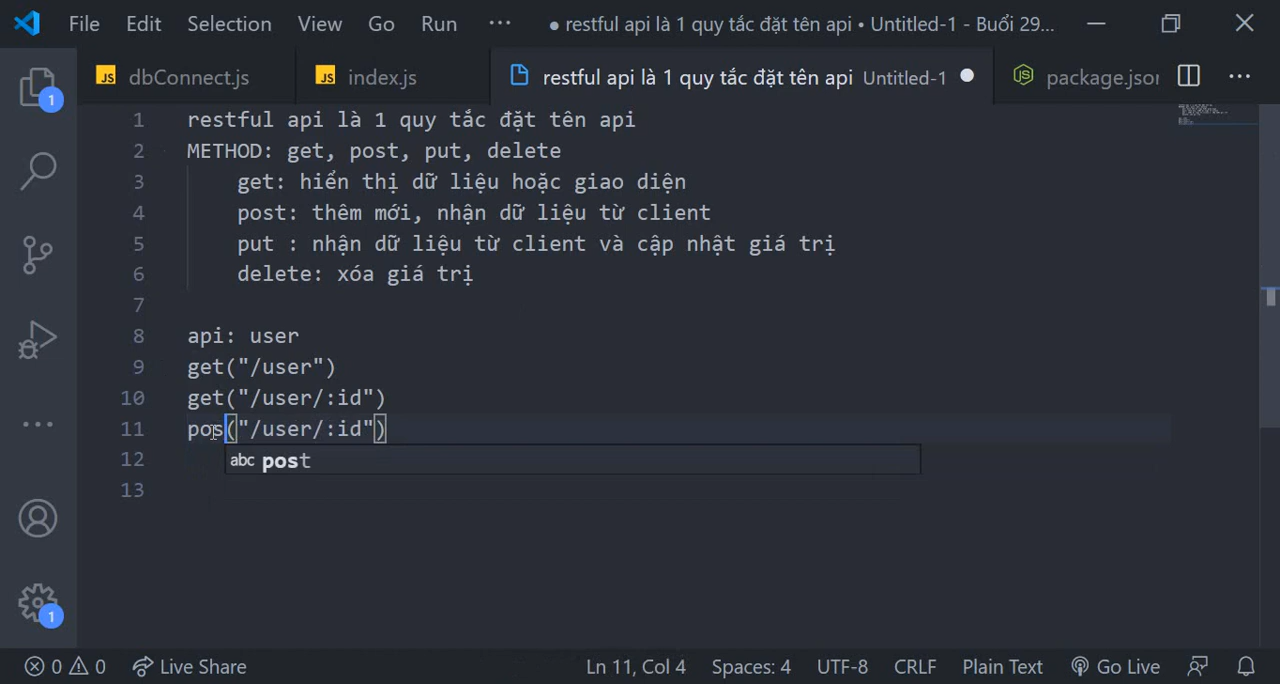 File Edit Selection View Go Run ··· ● restful api là 1 quy tắc đặt tên api • Untitled-1 - Buổi 29...
JS dbConnect.js JS index.js restful api là 1 quy tắc đặt tên api Untitled-1 ● JS package.jsor ···
1 restful api là 1 quy tắc đặt tên api
2 METHOD: get, post, put, delete
3 get: hiển thị dữ liệu hoặc giao diện
4 post: thêm mới, nhận dữ liệu từ client
5 put : nhận dữ liệu từ client và cập nhật giá trị
6 delete: xóa giá trị
7
8 api: user
9 get("/user")
10 get("/user/:id")
11 pos("/user/:id")
12 abc post
13
1
1
0 0 Live Share Ln 11, Col 4 Spaces: 4 UTF-8 CRLF Plain Text Go Live